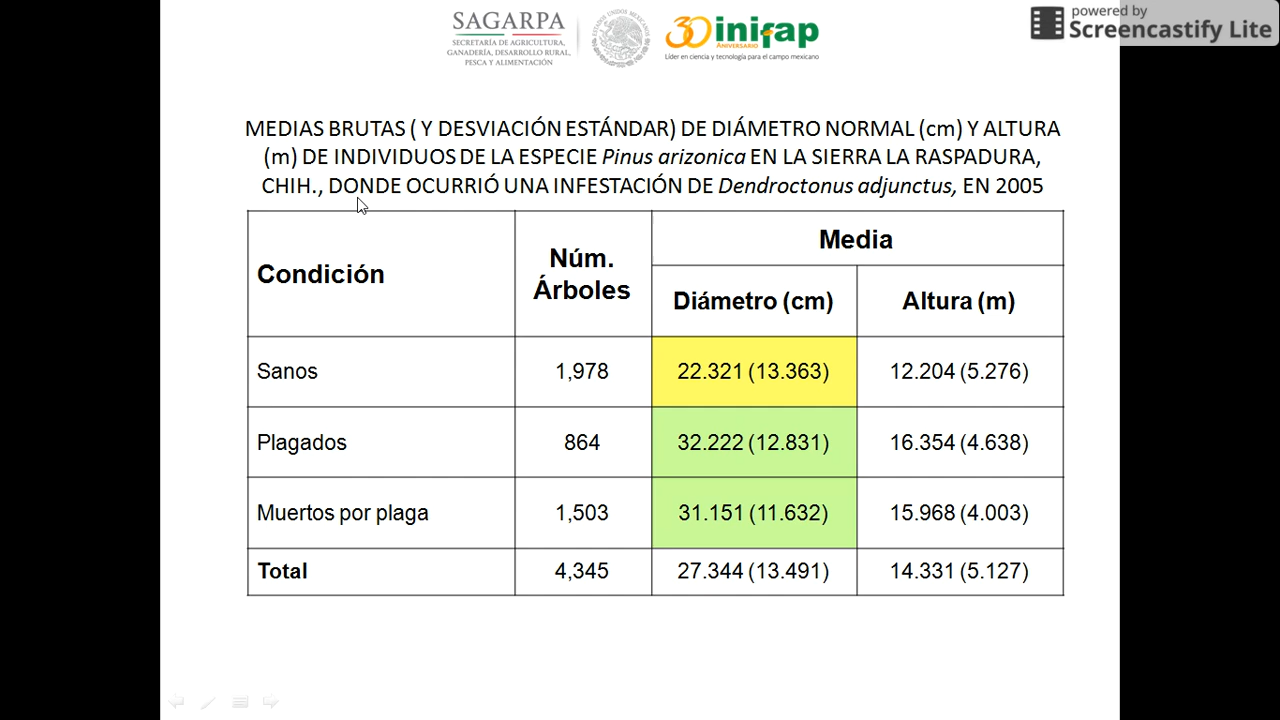 SAGARPA
SECRETARÍA DE AGRICULTURA,
GANADERÍA, DESARROLLO RURAL,
PESCA Y ALIMENTACIÓN
30 inifap
ANIVERSARIO
Líder en ciencia y tecnología para el campo mexicano
powered by
Screencastify Lite
MEDIAS BRUTAS ( Y DESVIACIÓN ESTÁNDAR) DE DIÁMETRO NORMAL (cm) Y ALTURA
(m) DE INDIVIDUOS DE LA ESPECIE Pinus arizonica EN LA SIERRA LA RASPADURA,
CHIH., DONDE OCURRIÓ UNA INFESTACIÓN DE Dendroctonus adjunctus, EN 2005
Condición
Núm.
Árboles
Media
Diámetro (cm)
Altura (m)
Sanos 1,978 22.321 (13.363) 12.204 (5.276)
Plagados 864 32.222 (12.831) 16.354 (4.638)
Muertos por plaga 1,503 31.151 (11.632) 15.968 (4.003)
Total 4,345 27.344 (13.491) 14.331 (5.127)